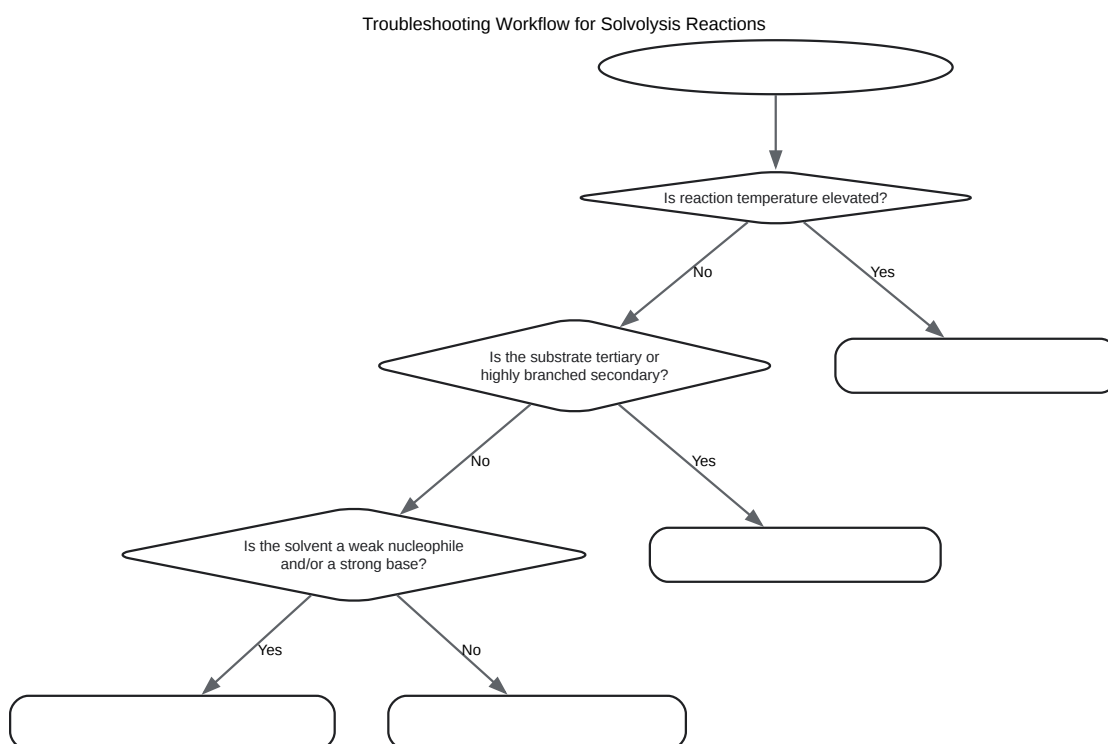 Troubleshooting Workflow for Solvolysis Reactions
Is reaction temperature elevated?
No
Yes
Is the substrate tertiary or
highly branched secondary?
No
Yes
Is the solvent a weak nucleophile
and/or a strong base?
Yes
No